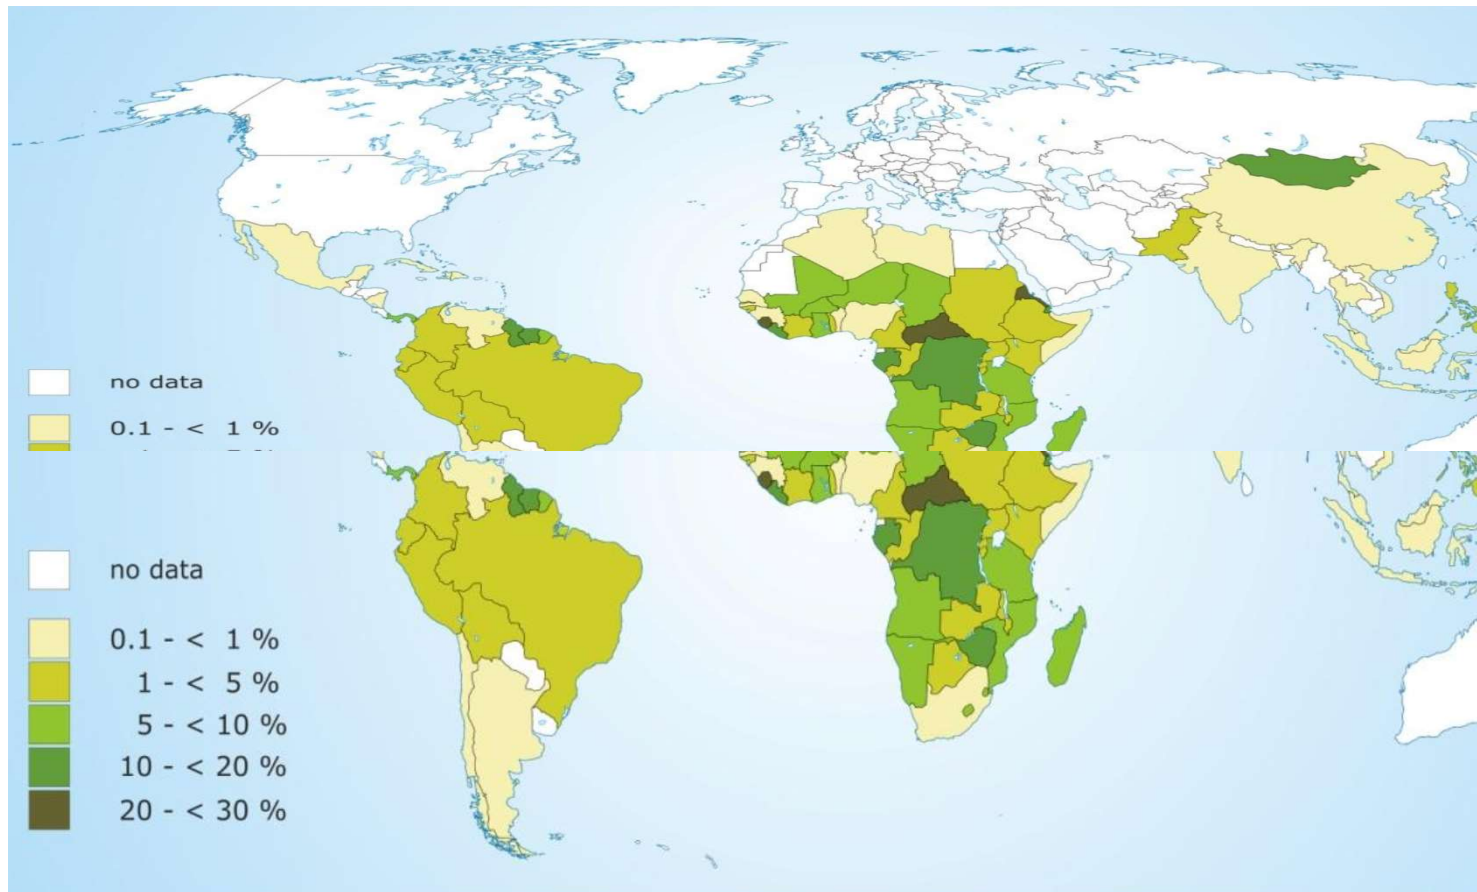 no data
0.1 - < 1 %
no data
0.1 - < 1 %
1 - < 5 %
5 - < 10 %
10 - < 20 %
20 - < 30 %